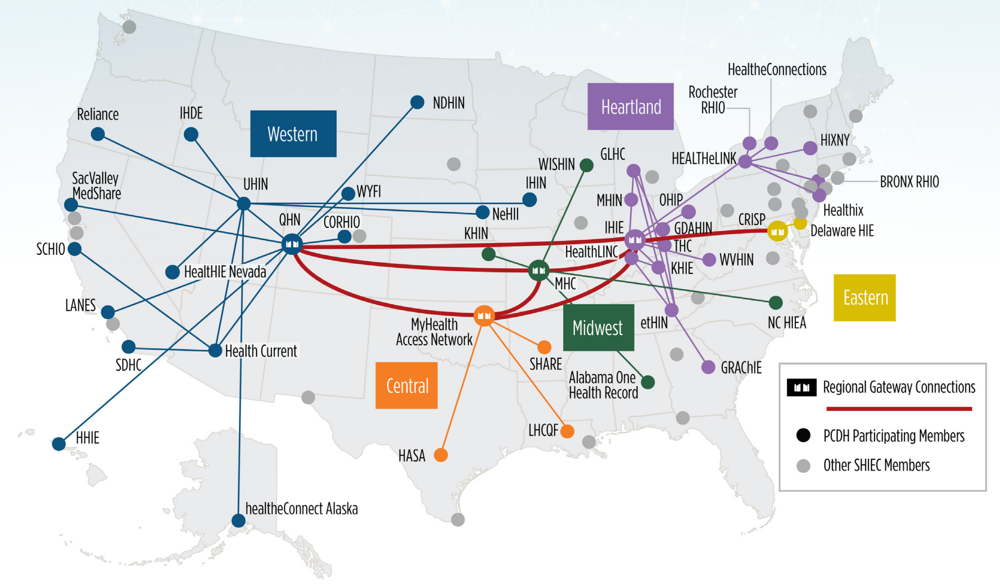 HealtheConnections
Rochester
RHIO
Heartland
NDHIN
Reliance
IHDE
Western
HIXNY
GLHC
HEALTHeLINK
WISHIN
SacValley
MedShare
UHIN
IHIN
BRONX RHIO
WYFI
MHIN
OHIP
NeHII
Healthix
QHN
CORHIO
CRISP
KHIN
IHIE
GDAHIN
Delaware HIE
SCHIO
HealthLINC
THC
WVHIN
HealtHIE Nevada
KHIE
MHC
Eastern
LANES
MyHealth
Access Network
Midwest
etHIN
NC HIEA
Health Current
SDHC
SHARE
GRAChIE
Central
Alabama One
Health Record
Regional Gateway Connections
LHCQF
HHIE
PCDH Participating Members
HASA
Other SHIEC Members
healtheConnect Alaska